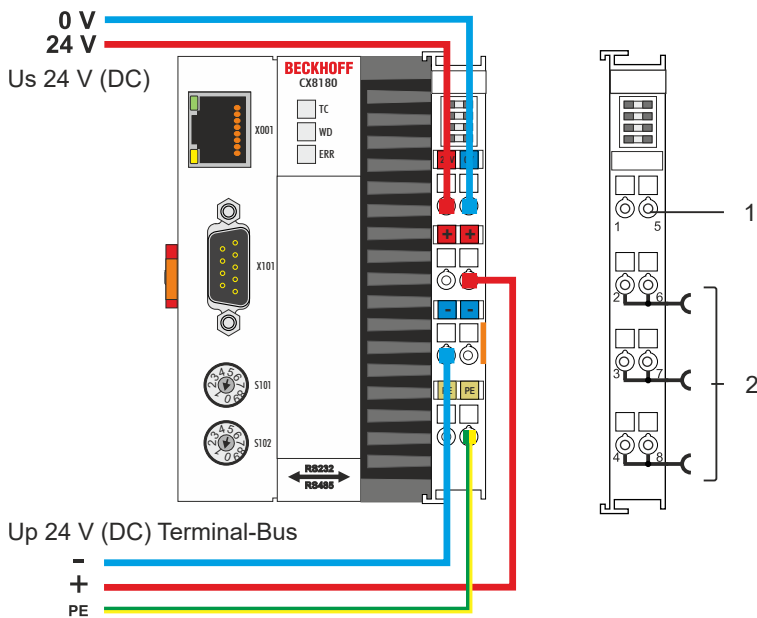 0 V
24 V
Us 24 V (DC)
BECKHOFF
CX8180
TC
WD
ERR
X001
X101
S101
S102
RS232
RS485
+ +
- -
PE
Up 24 V (DC) Terminal-Bus
-
+
PE
1 5
2 6
3 7
4 8
1
2